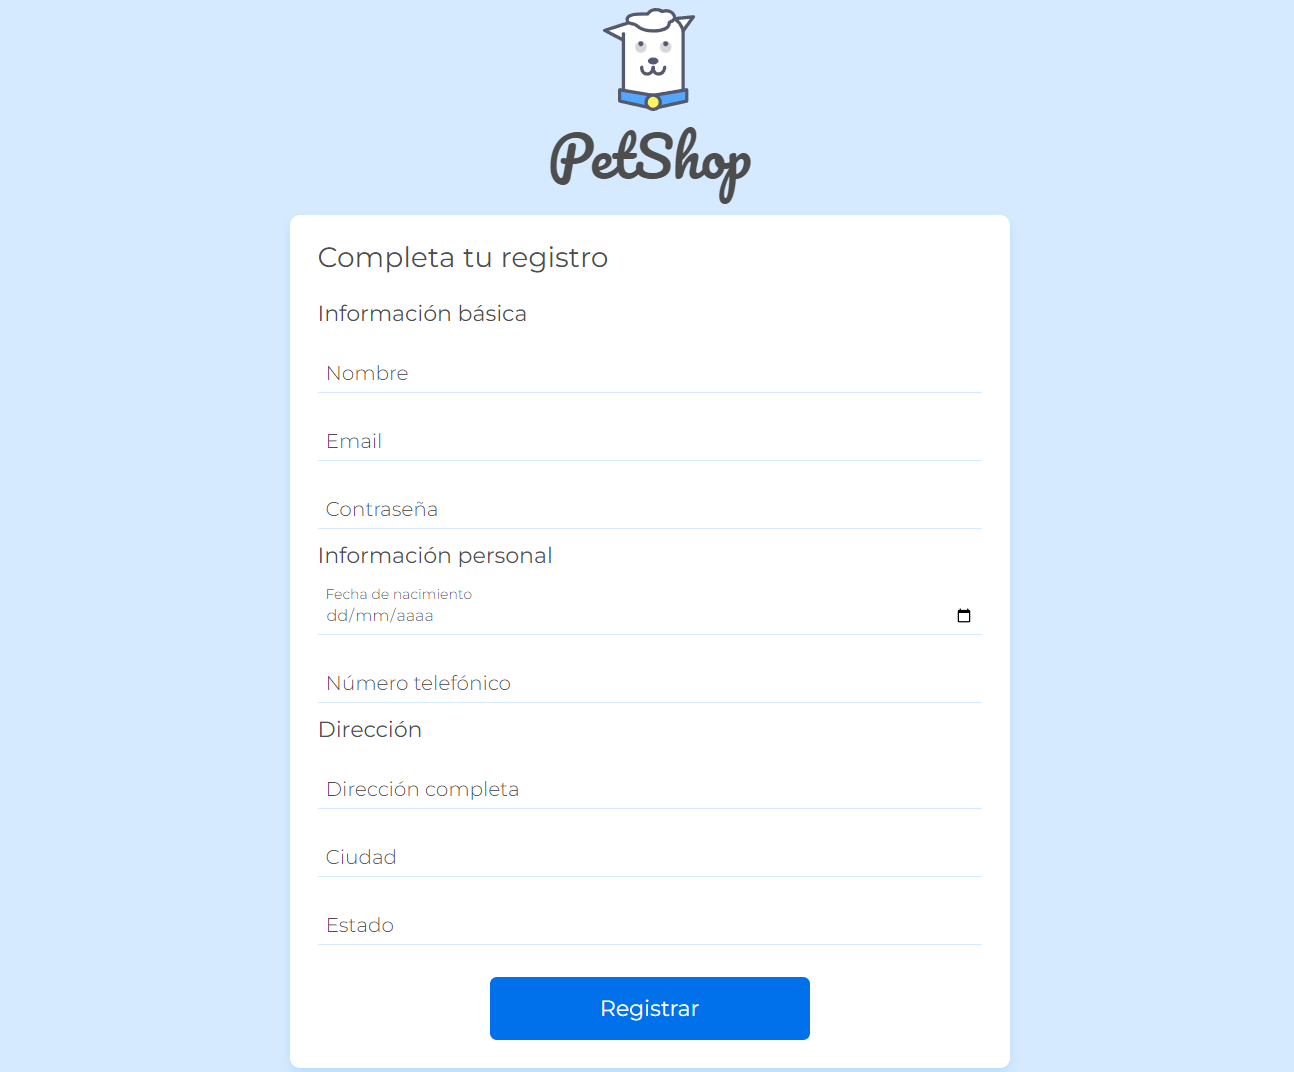 PetShop
Completa tu registro
Información básica
Nombre
Email
Contraseña
Información personal
Fecha de nacimiento
dd/mm/aaaa
Número telefónico
Dirección
Dirección completa
Ciudad
Estado
Registrar